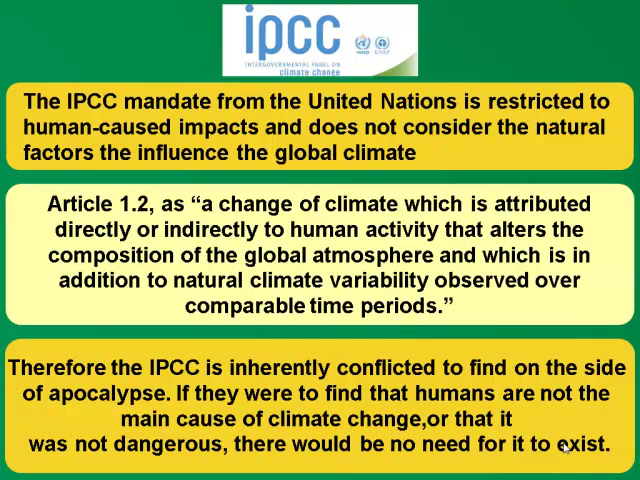 ipcc
INTERGOVERNMENTAL PANEL ON
climate change
WMO
UNEP
The IPCC mandate from the United Nations is restricted to
human-caused impacts and does not consider the natural
factors the influence the global climate
Article 1.2, as “a change of climate which is attributed
directly or indirectly to human activity that alters the
composition of the global atmosphere and which is in
addition to natural climate variability observed over
comparable time periods.”
Therefore the IPCC is inherently conflicted to find on the side
of apocalypse. If they were to find that humans are not the
main cause of climate change,or that it
was not dangerous, there would be no need for it to exist.